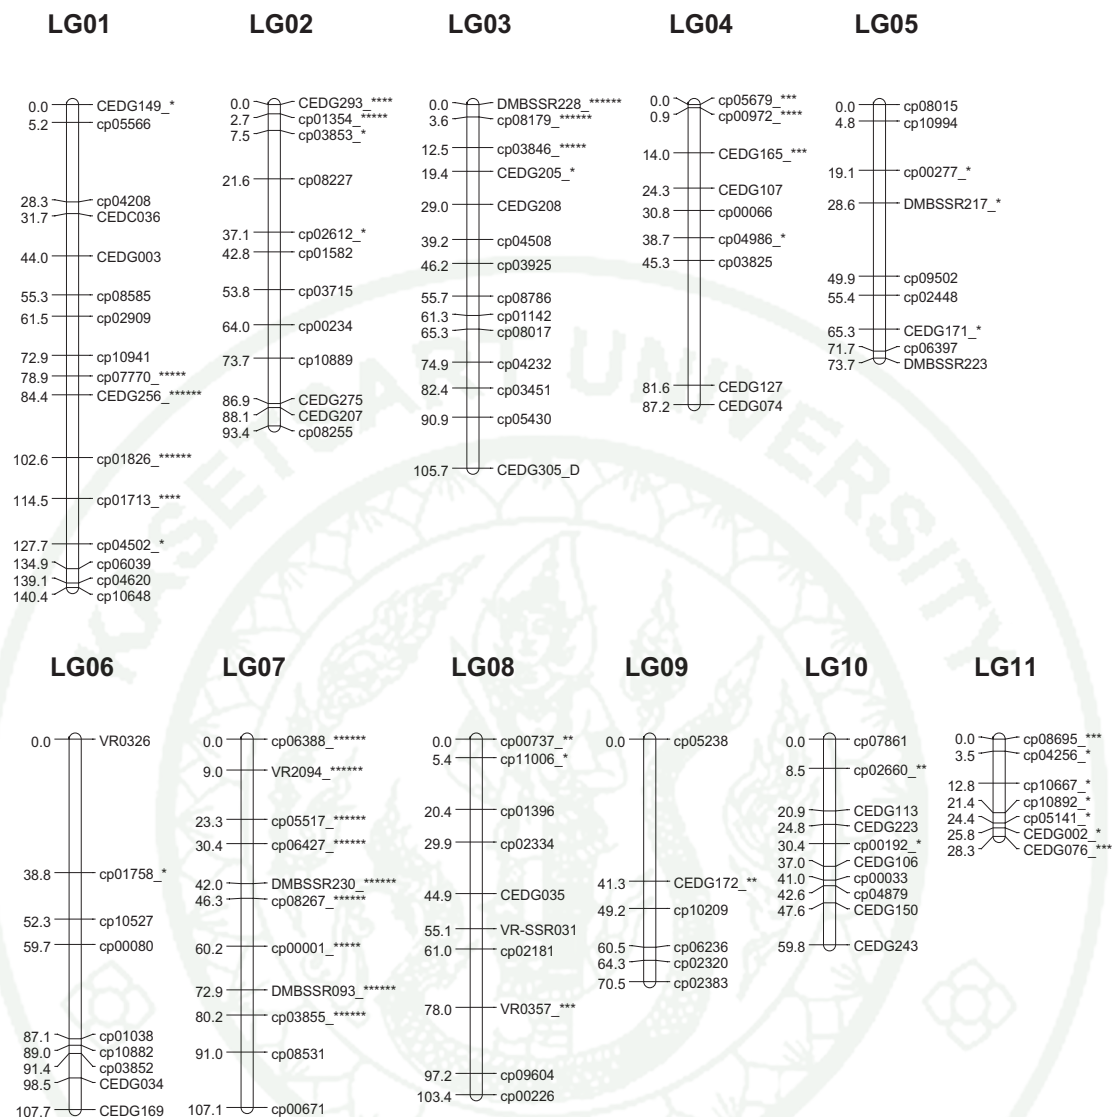 LG01 LG02 LG03 LG04 LG05
0.0 CEDG149_*
5.2 cp05566
28.3 cp04208
31.7 CEDC036
44.0 CEDG003
55.3 cp08585
61.5 cp02909
72.9 cp10941
78.9 cp07770_*****
84.4 CEDG256_******
102.6 cp01826_******
114.5 cp01713_****
127.7 cp04502_*
134.9 cp06039
139.1 cp04620
140.4 cp10648
0.0 CEDG293_****
2.7 cp01354_*****
7.5 cp03853_*
21.6 cp08227
37.1 cp02612_*
42.8 cp01582
53.8 cp03715
64.0 cp00234
73.7 cp10889
86.9 CEDG275
88.1 CEDG207
93.4 cp08255
0.0 DMBSSR228_******
3.6 cp08179_******
12.5 cp03846_*****
19.4 CEDG205_*
29.0 CEDG208
39.2 cp04508
46.2 cp03925
55.7 cp08786
61.3 cp01142
65.3 cp08017
74.9 cp04232
82.4 cp03451
90.9 cp05430
105.7 CEDG305_D
0.0 cp05679_***
0.9 cp00972_****
14.0 CEDG165_***
24.3 CEDG107
30.8 cp00066
38.7 cp04986_*
45.3 cp03825
81.6 CEDG127
87.2 CEDG074
0.0 cp08015
4.8 cp10994
19.1 cp00277_*
28.6 DMBSSR217_*
49.9 cp09502
55.4 cp02448
65.3 CEDG171_*
71.7 cp06397
73.7 DMBSSR223
LG06 LG07 LG08 LG09 LG10 LG11
0.0 VR0326
38.8 cp01758_*
52.3 cp10527
59.7 cp00080
87.1 cp01038
89.0 cp10882
91.4 cp03852
98.5 CEDG034
107.7 CEDG169
0.0 cp06388_******
9.0 VR2094_******
23.3 cp05517_******
30.4 cp06427_******
42.0 DMBSSR230_******
46.3 cp08267_******
60.2 cp00001_*****
72.9 DMBSSR093_******
80.2 cp03855_******
91.0 cp08531
107.1 cp00671
0.0 cp00737_**
5.4 cp11006_*
20.4 cp01396
29.9 cp02334
44.9 CEDG035
55.1 VR-SSR031
61.0 cp02181
78.0 VR0357_***
97.2 cp09604
103.4 cp00226
0.0 cp05238
41.3 CEDG172_**
49.2 cp10209
60.5 cp06236
64.3 cp02320
70.5 cp02383
0.0 cp07861
8.5 cp02660_**
20.9 CEDG113
24.8 CEDG223
30.4 cp00192_*
37.0 CEDG106
41.0 cp00033
42.6 cp04879
47.6 CEDG150
59.8 CEDG243
0.0 cp08695_***
3.5 cp04256_*
12.8 cp10667_*
21.4 cp10892_*
24.4 cp05141_*
25.8 CEDG002_*
28.3 CEDG076_***
KASETSART UNIVERSITY